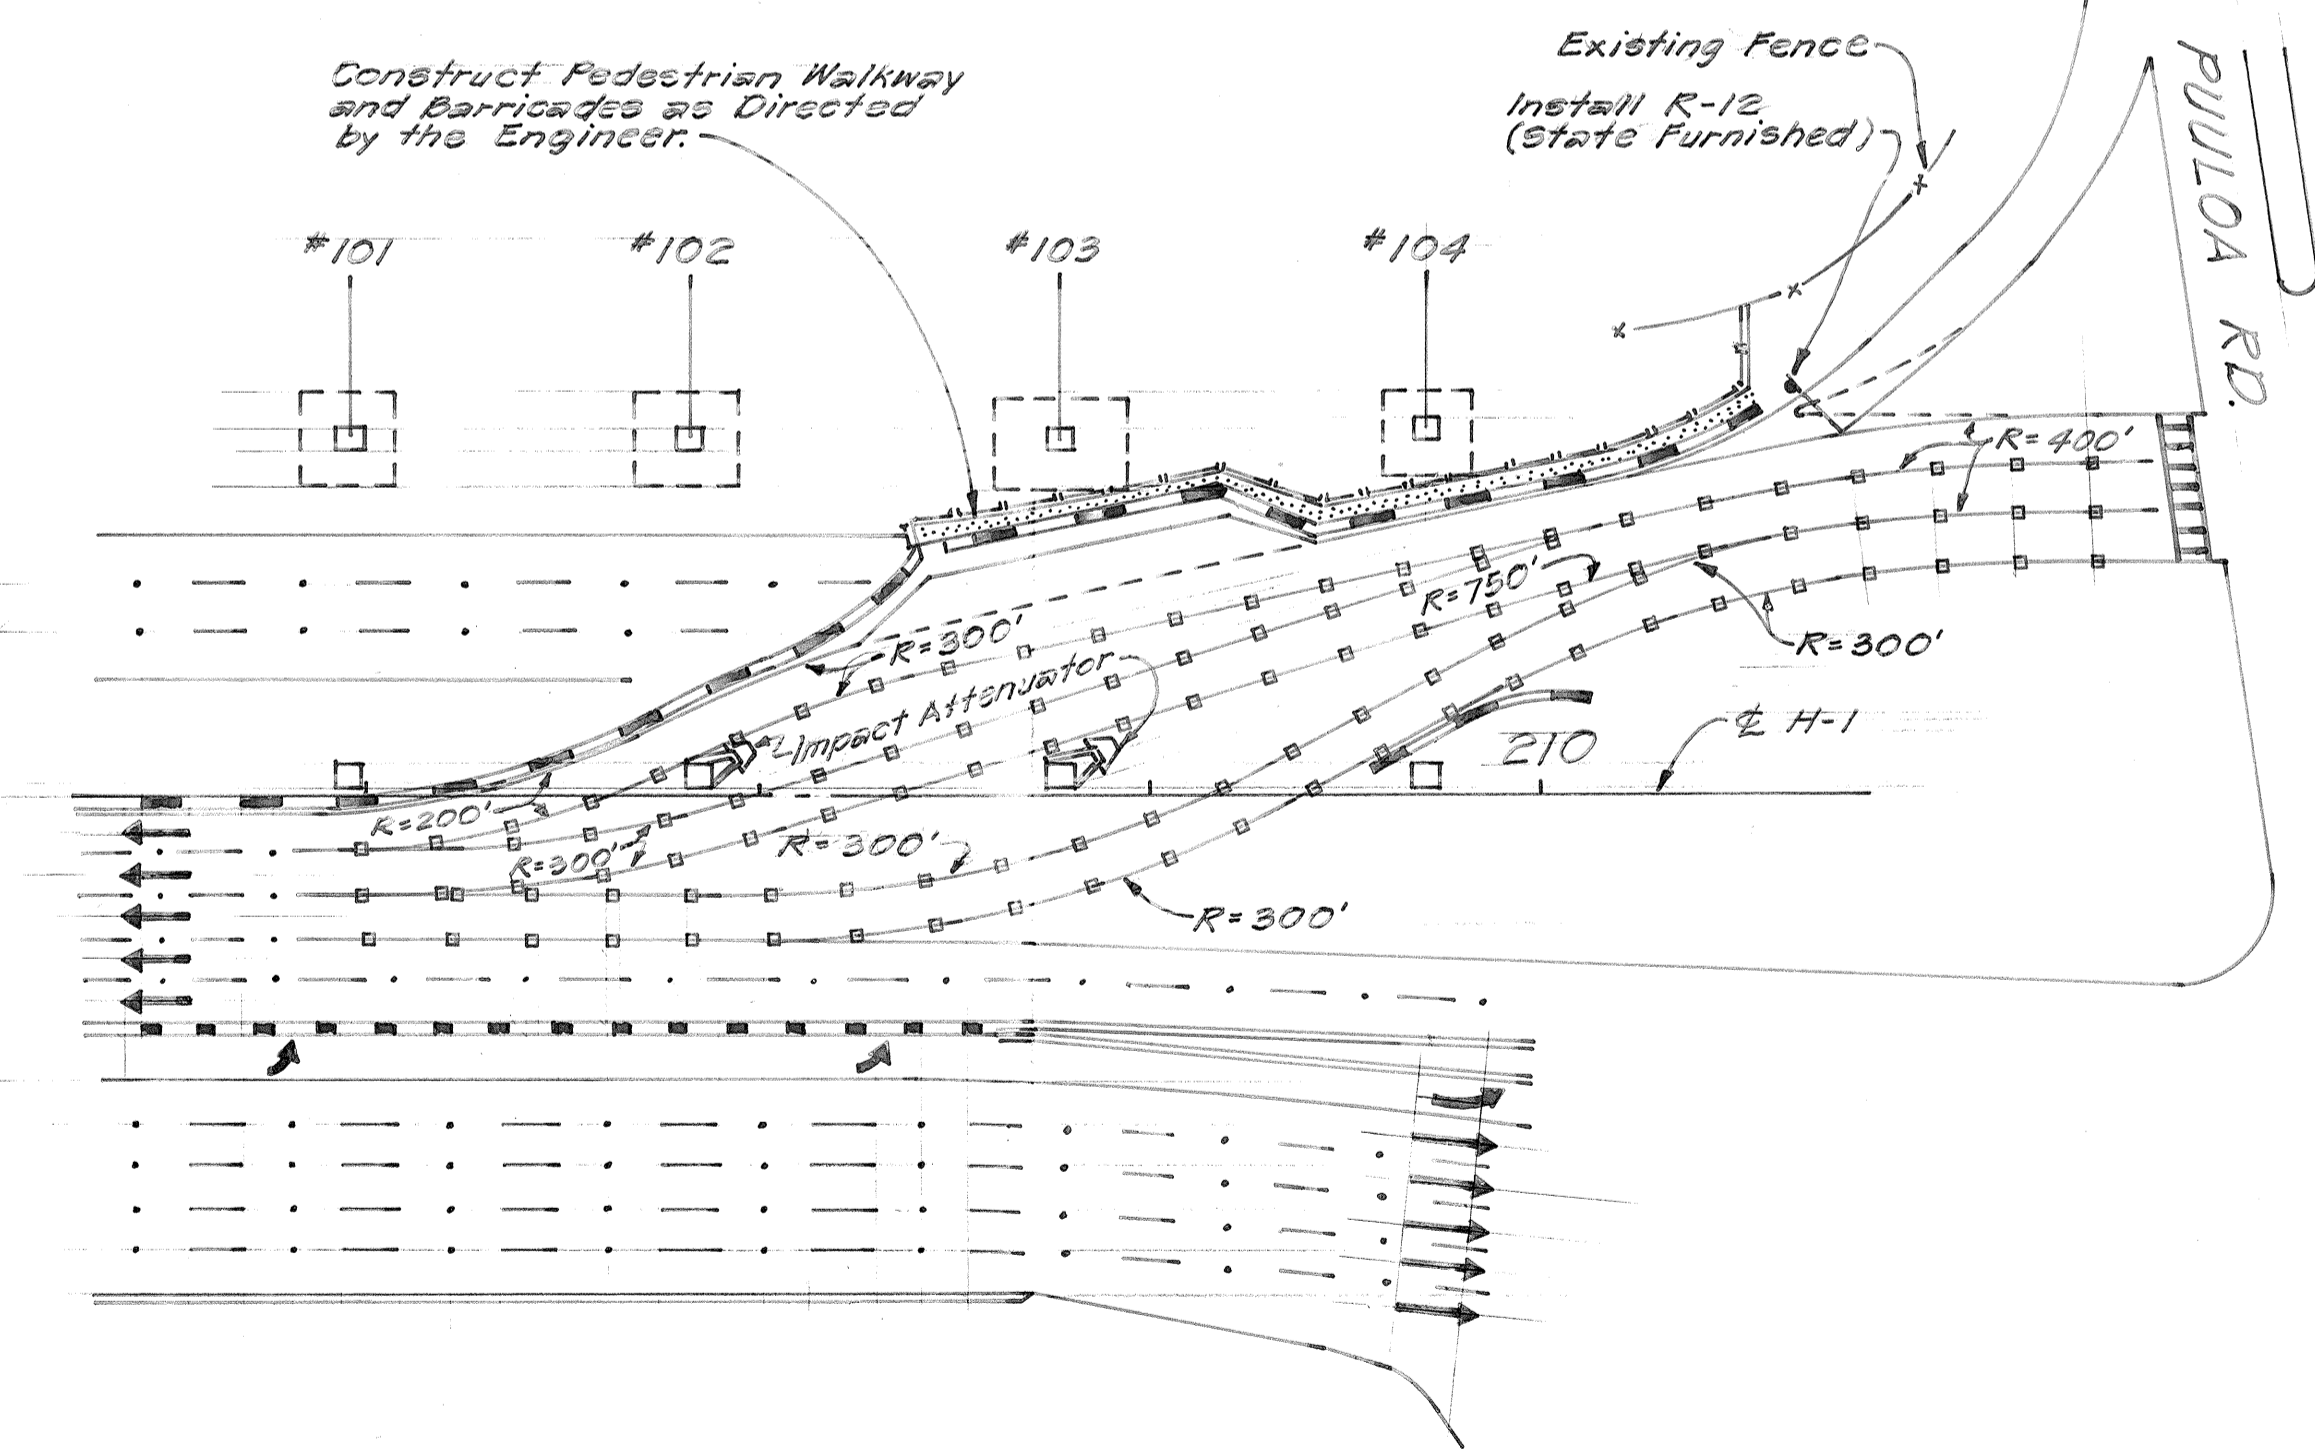 Construct Pedestrian Walkway
and Barricades as Directed
by the Engineer.
Existing Fence
Install R-12
(State Furnished)
PUULOA RD.
#101
#102
#103
#104
R=400'
R=750'
R=300'
R=300'
Impact Attenuator
210
℄ H-1
R=200'
R=300'
R=300'
R=300'